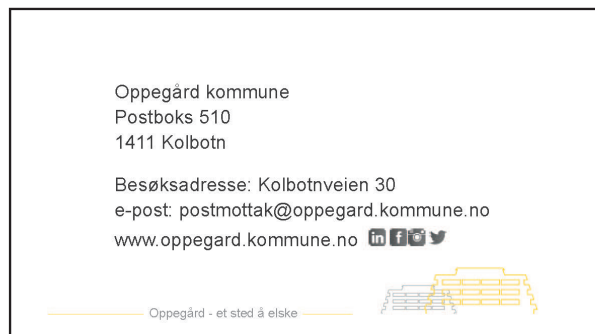 Oppegård kommune
Postboks 510
1411 Kolbotn
Besøksadresse: Kolbotnveien 30
e-post: postmottak@oppegard.kommune.no
www.oppegard.kommune.no
Oppegård - et sted å elske